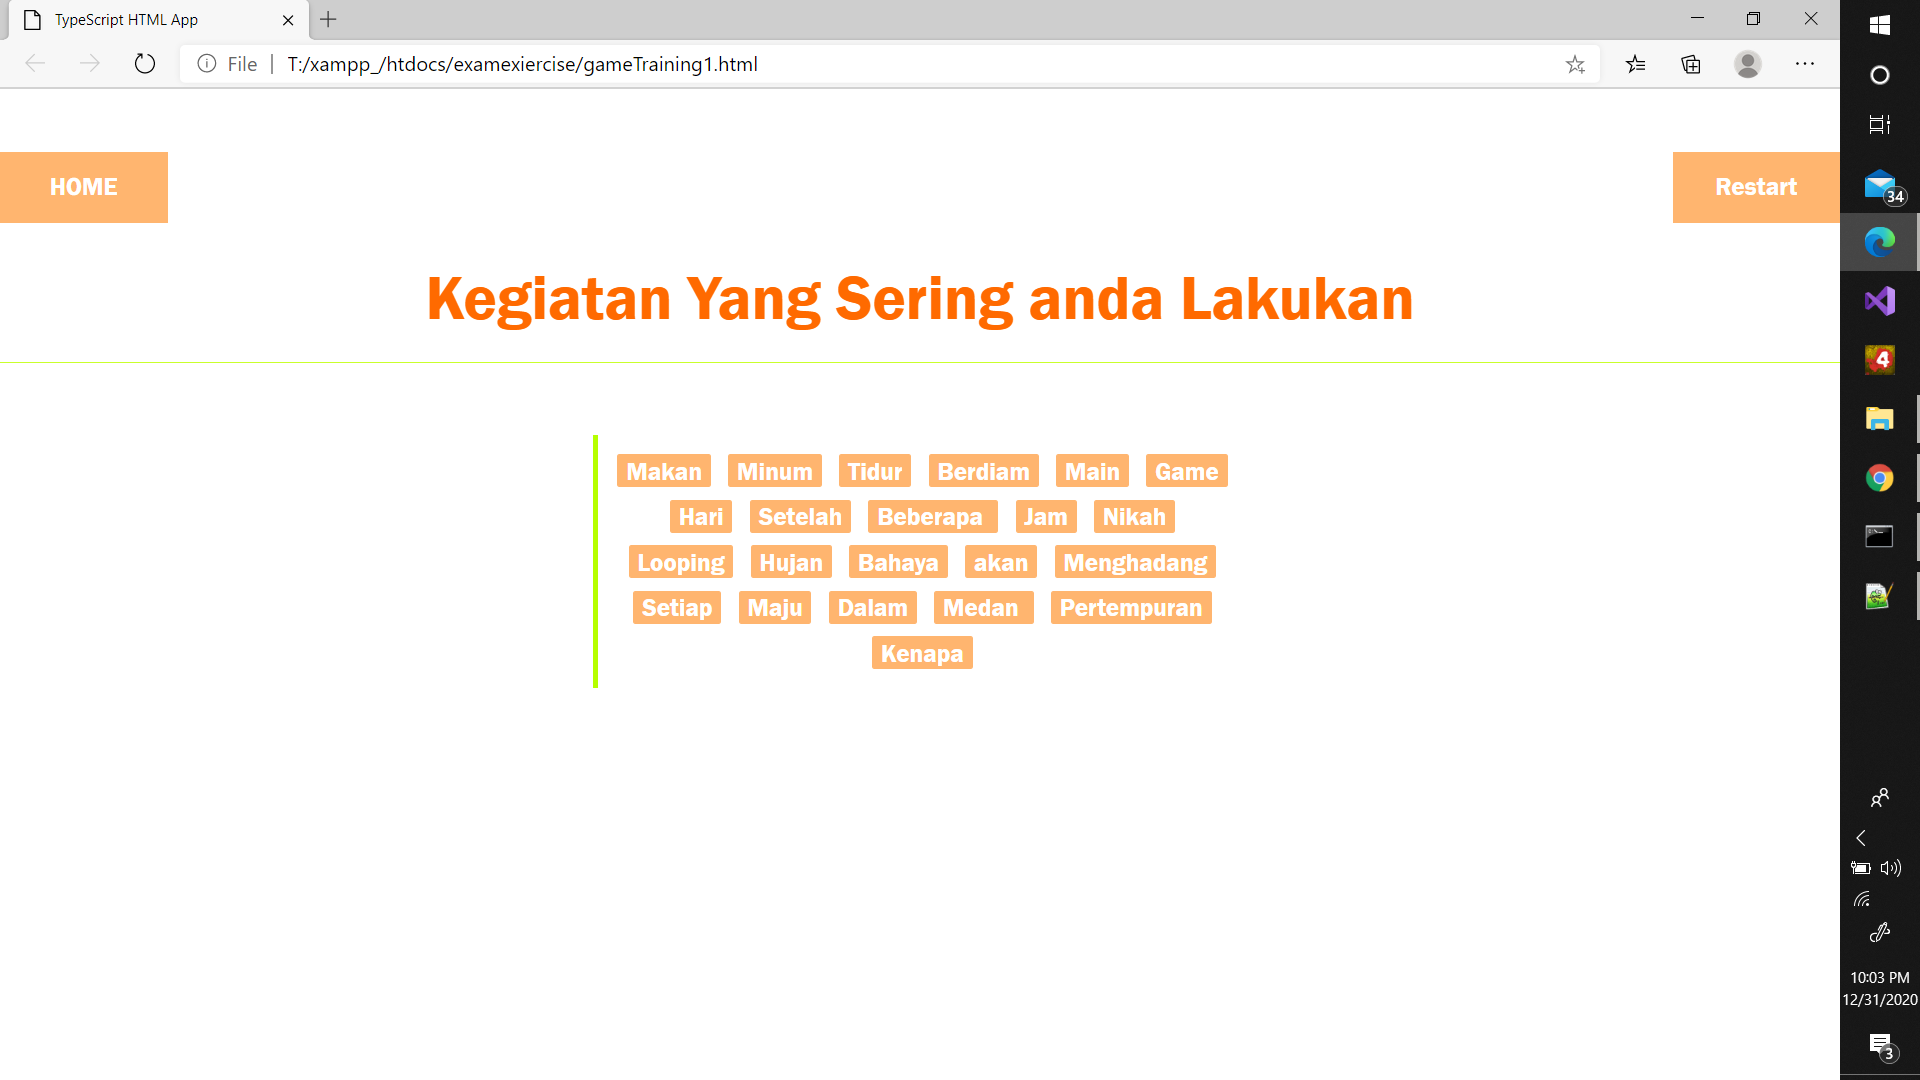 TypeScript HTML App
File | T:/xampp_/htdocs/examexiercise/gameTraining1.html
34
HOME
Restart
Kegiatan Yang Sering anda Lakukan
4
Makan Minum Tidur Berdiam Main Game
Hari Setelah Beberapa Jam Nikah
Looping Hujan Bahaya akan Menghadang
Setiap Maju Dalam Medan Pertempuran
Kenapa
10:03 PM
12/31/2020
3